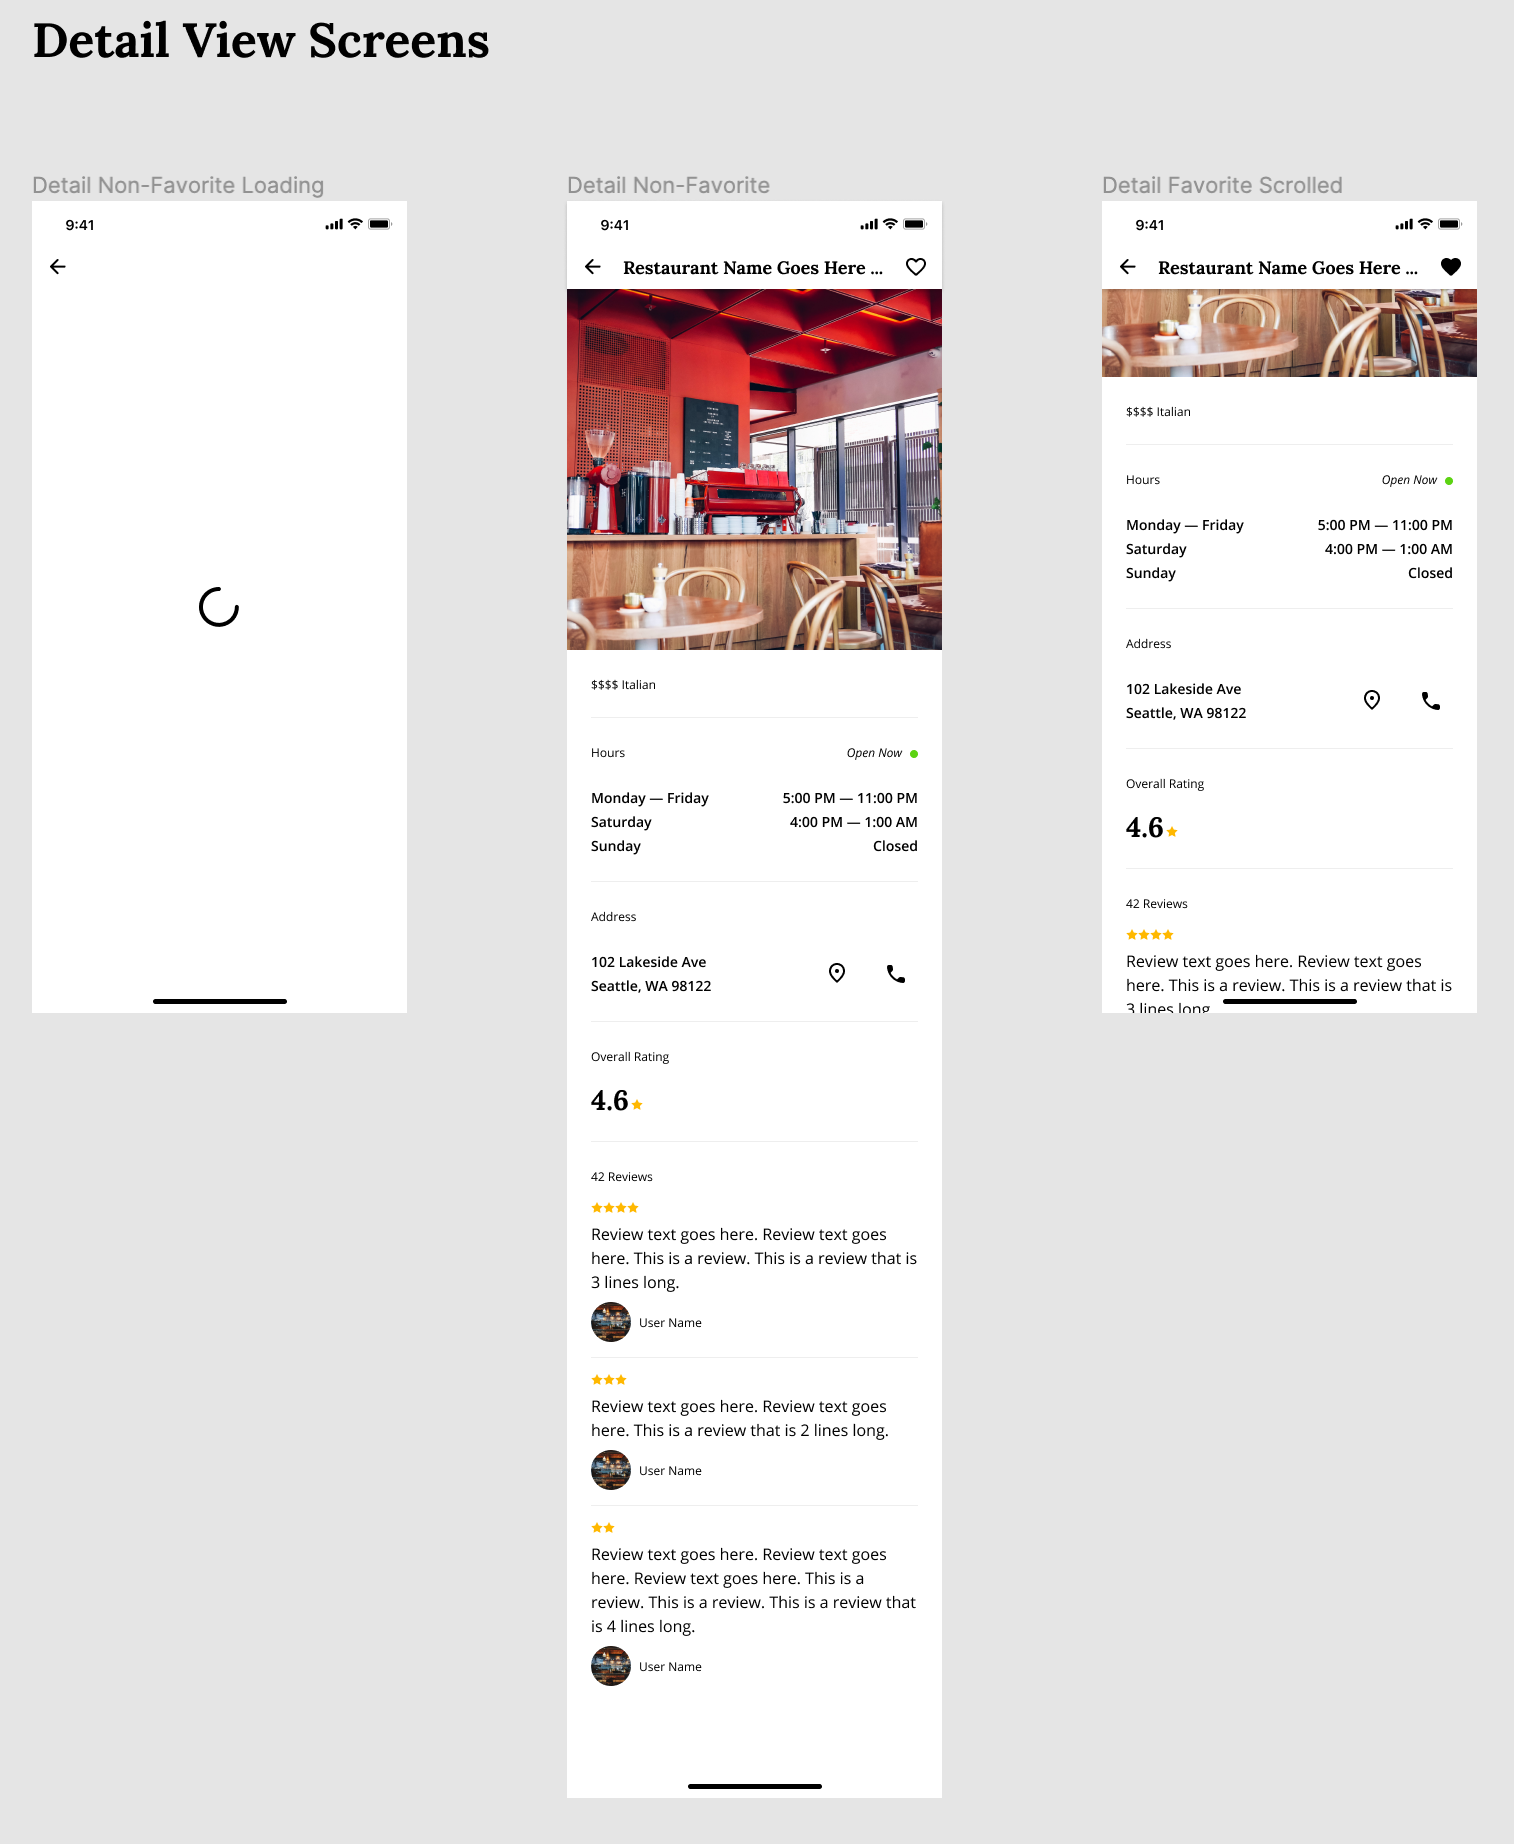 Detail View Screens
Detail Non-Favorite Loading
9:41
Detail Non-Favorite
9:41
Restaurant Name Goes Here ...
$$$$ Italian
Hours
Open Now
Monday — Friday
5:00 PM — 11:00 PM
Saturday
4:00 PM — 1:00 AM
Sunday
Closed
Address
102 Lakeside Ave
Seattle, WA 98122
Overall Rating
4.6
42 Reviews
Review text goes here. Review text goes
here. This is a review. This is a review that is
3 lines long.
User Name
Review text goes here. Review text goes
here. This is a review that is 2 lines long.
User Name
Review text goes here. Review text goes
here. Review text goes here. This is a
review. This is a review. This is a review that
is 4 lines long.
User Name
Detail Favorite Scrolled
9:41
Restaurant Name Goes Here ...
$$$$ Italian
Hours
Open Now
Monday — Friday
5:00 PM — 11:00 PM
Saturday
4:00 PM — 1:00 AM
Sunday
Closed
Address
102 Lakeside Ave
Seattle, WA 98122
Overall Rating
4.6
42 Reviews
Review text goes here. Review text goes
here. This is a review. This is a review that is
3 lines long.